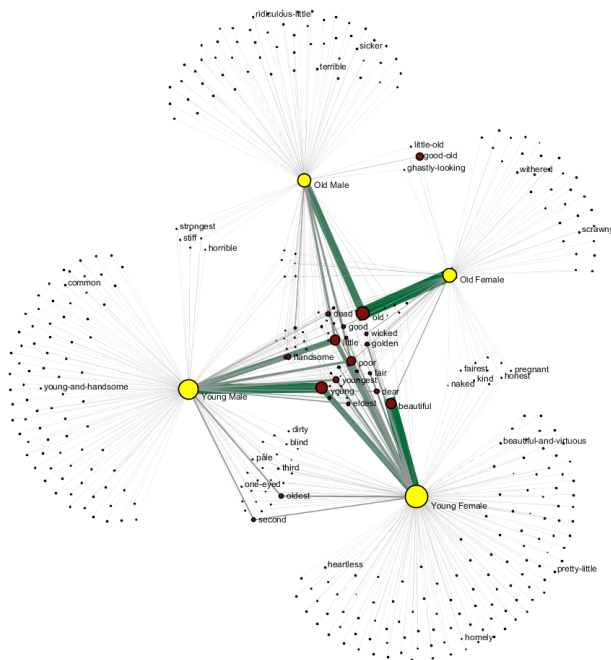 ridiculous-little
sicker
terrible
little-old
good-old
ghastly-looking
withered
Old Male
strongest
stiff
horrible
scrawny
common
Old Female
dead
old
good
wicked
little
golden
handsome
poor
fair
fairest
pregnant
kind
honest
naked
youngest
young-and-handsome
Young Male
young
dear
eldest
beautiful
dirty
blind
beautiful-and-virtuous
pale
third
one-eyed
oldest
Young Female
second
heartless
pretty-little
homely